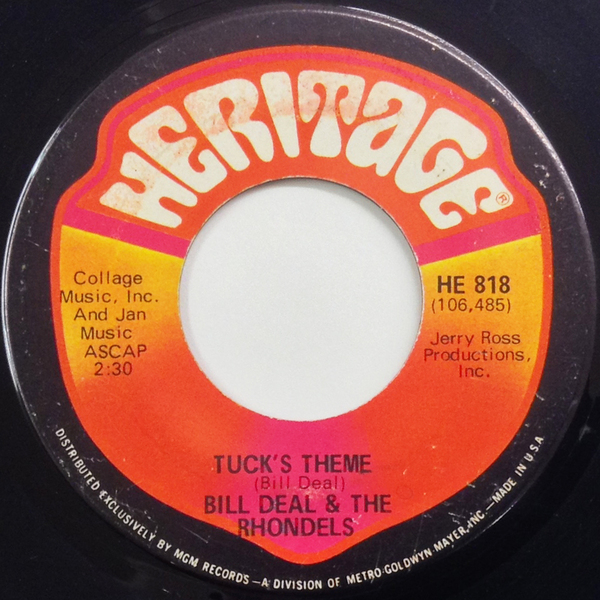 HERITAGE®
Collage
Music, Inc.
And Jan
Music
ASCAP
2:30
HE 818
(106,485)
Jerry Ross
Productions,
Inc.
TUCK'S THEME
(Bill Deal)
BILL DEAL & THE
RHONDELS
DISTRIBUTED EXCLUSIVELY BY MGM RECORDS—A DIVISION OF METRO-GOLDWYN-MAYER, INC.—MADE IN U.S.A